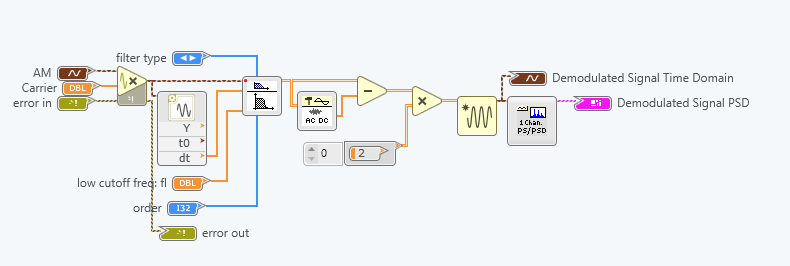 filter type
AM
Carrier
DBL
error in
Y
t0
dt
AC DC
0
2
1 Chan.
PS/PSD
Demodulated Signal Time Domain
Demodulated Signal PSD
low cutoff freq: fl
DBL
order
I32
error out